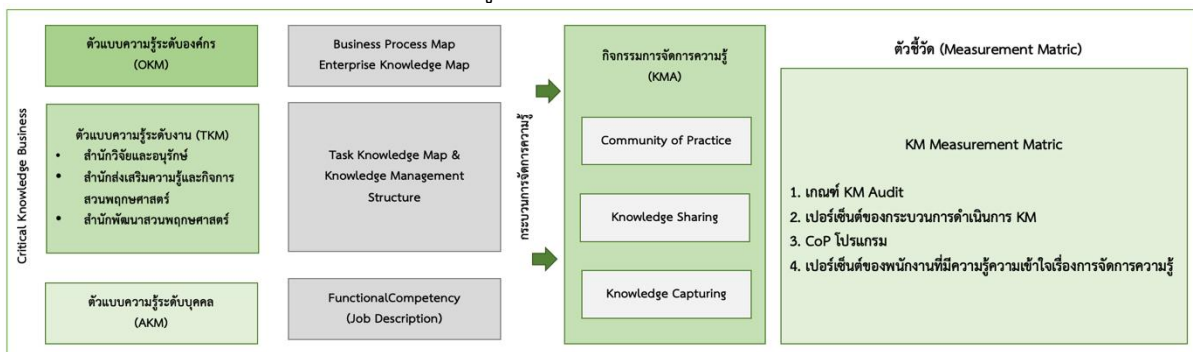 Critical Knowledge Business
ตัวแบบความรู้ระดับองค์กร
(OKM)
ตัวแบบความรู้ระดับงาน (TKM)
• สำนักวิจัยและอนุรักษ์
• สำนักส่งเสริมความรู้และกิจการ
สวนพฤกษศาสตร์
• สำนักพัฒนาสวนพฤกษศาสตร์
ตัวแบบความรู้ระดับบุคคล
(AKM)
Business Process Map
Enterprise Knowledge Map
Task Knowledge Map &
Knowledge Management
Structure
FunctionalCompetency
(Job Description)
กระบวนการจัดการความรู้
กิจกรรมการจัดการความรู้
(KMA)
Community of Practice
Knowledge Sharing
Knowledge Capturing
ตัวชี้วัด (Measurement Matric)
KM Measurement Matric
1. เกณฑ์ KM Audit
2. เปอร์เซ็นต์ของกระบวนการดำเนินการ KM
3. CoP โปรแกรม
4. เปอร์เซ็นต์ของพนักงานที่มีความรู้ความเข้าใจเรื่องการจัดการความรู้